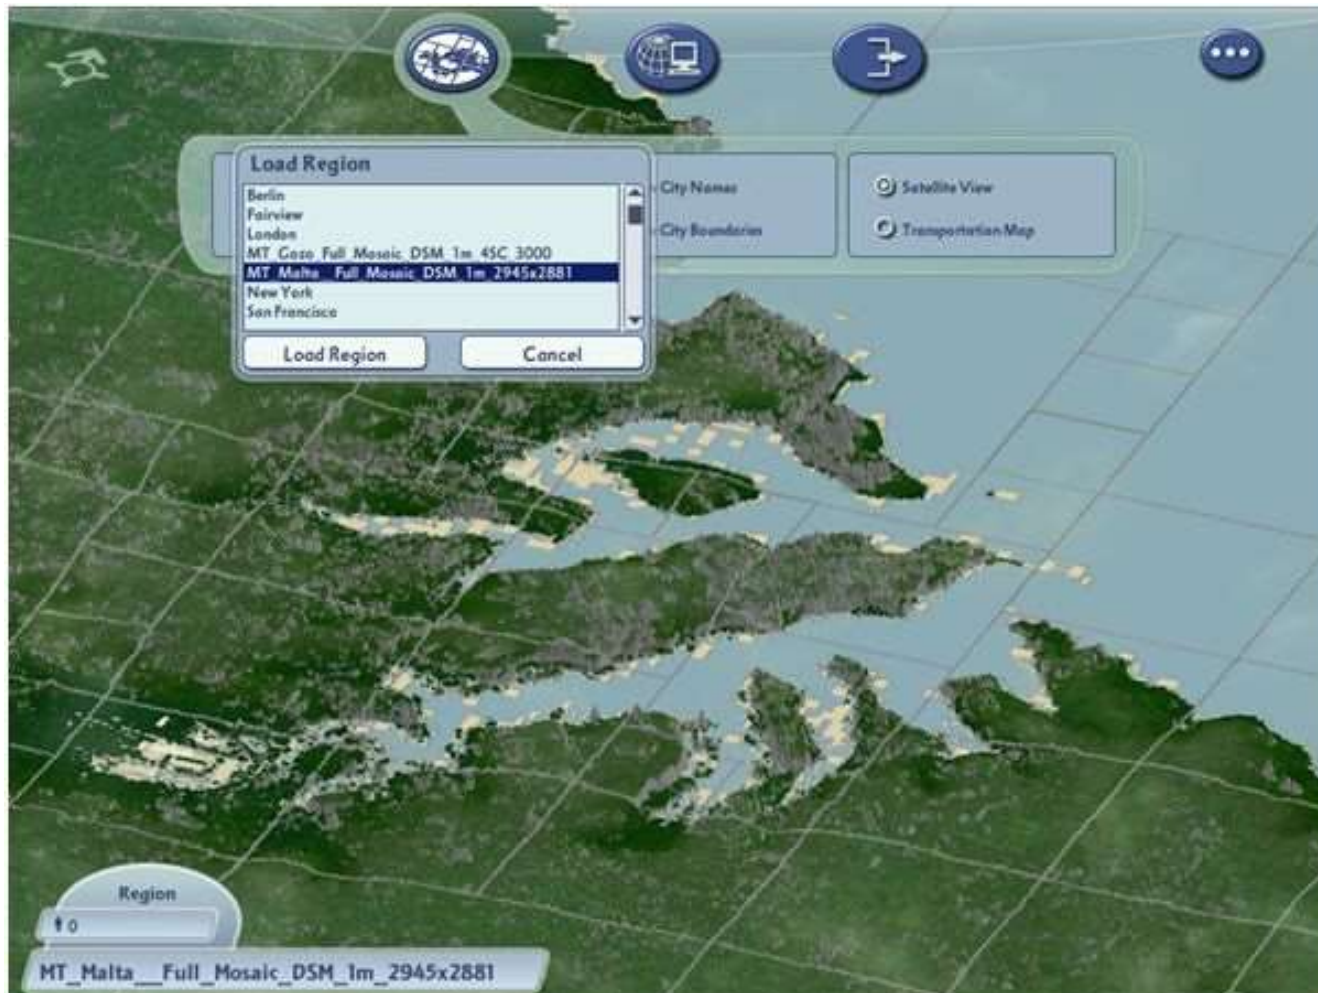 Load Region
Berlin
Fairview
London
MT_Gozo_Full_Mosaic_DSM_1m_4SC_3000
MT_Malta__Full_Mosaic_DSM_1m_2945x2881
New York
San Francisco
Load Region
Cancel
City Names
City Boundaries
Satellite View
Transportation Map
Region
0
MT_Malta__Full_Mosaic_DSM_1m_2945x2881